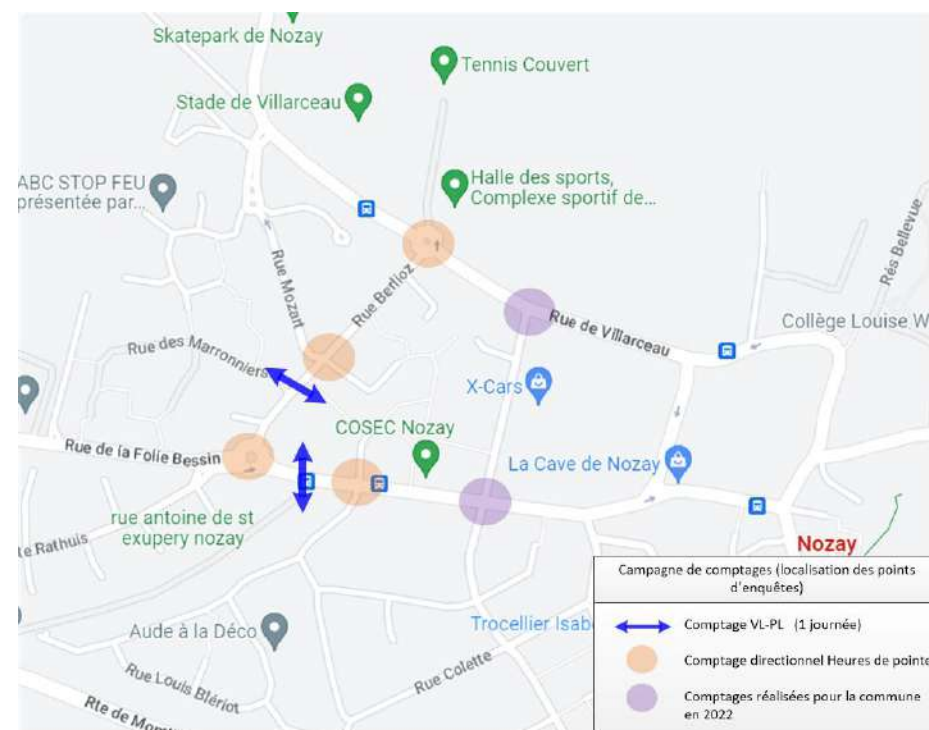 Skatepark de Nozay
Tennis Couvert
Stade de Villarceau
Halle des sports,
Complexe sportif de...
ABC STOP FEU
présentée par...
Rue Mozart
Rue Berlioz
Rés Bellevue
Rue de Villarceau
Collège Louise W
Rue des Marronniers
X-Cars
COSEC Nozay
Rue de la Folie Bessin
La Cave de Nozay
rue antoine de st
exupery nozay
te Rathuis
Nozay
Aude à la Déco
Trocellier Isab
Rue Colette
Rue Louis Blériot
Rte de
Campagne de comptages (localisation des points
d'enquêtes)
Comptage VL-PL (1 journée)
Comptage directionnel Heures de pointe
Comptages réalisées pour la commune
en 2022